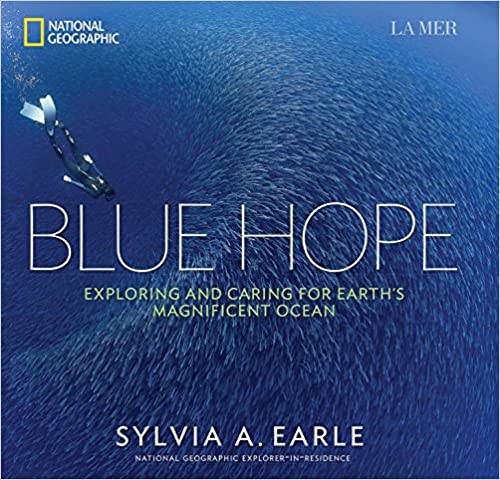 NATIONAL
GEOGRAPHIC
LA MER
BLUE HOPE
EXPLORING AND CARING FOR EARTH'S
MAGNIFICENT OCEAN
SYLVIA A. EARLE
NATIONAL GEOGRAPHIC EXPLORER-IN-RESIDENCE